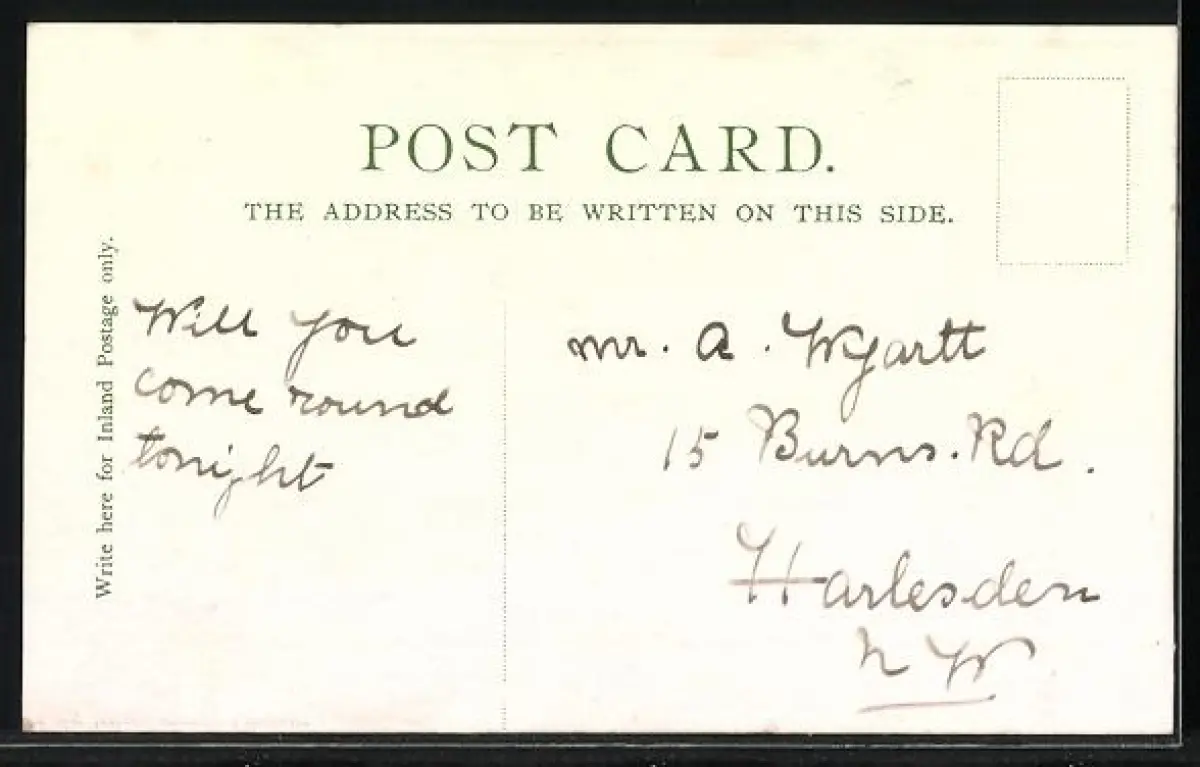 POST CARD.
THE ADDRESS TO BE WRITTEN ON THIS SIDE.
Write here for Inland Postage only.
Will you
come round
tonight
mr. A. Wyartt
15 Burns. Rd.
Harlesden
N W